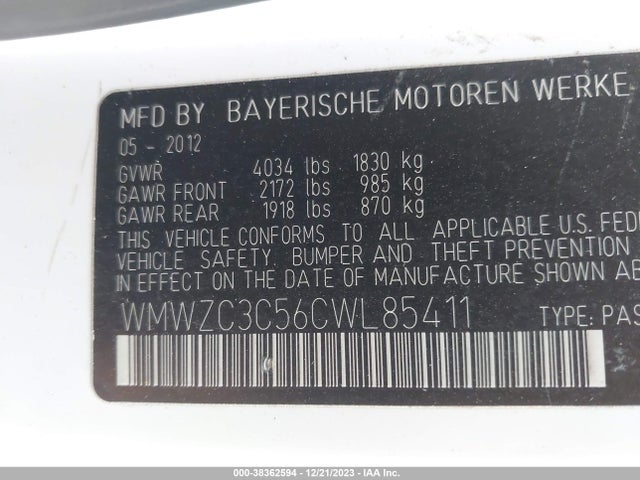 MFD BY BAYERISCHE MOTOREN WERKE
05 - 2012
GVWR 4034 lbs 1830 kg
GAWR FRONT 2172 lbs 985 kg
GAWR REAR 1918 lbs 870 kg
THIS VEHICLE CONFORMS TO ALL APPLICABLE U.S. FEDE
VEHICLE SAFETY, BUMPER AND THEFT PREVENTION
IN EFFECT ON THE DATE OF MANUFACTURE SHOWN AB
WMWZC3C56CWL85411 TYPE: PAS
000-38362594 - 12/21/2023 - IAA Inc.